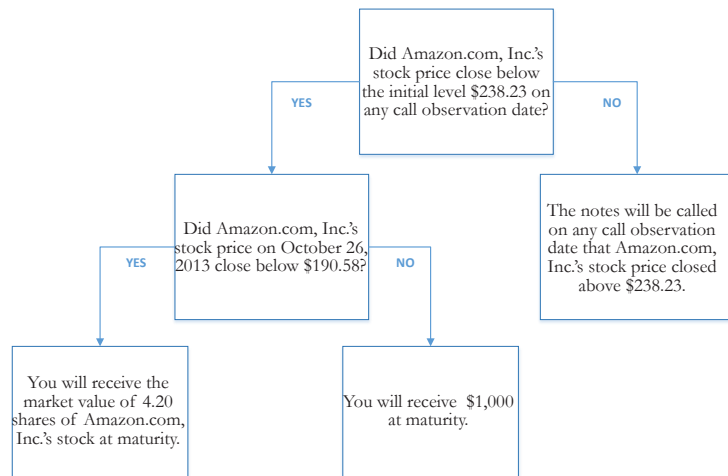 Did Amazon.com, Inc.'s
stock price close below
the initial level $238.23 on
any call observation date?
YES
NO
Did Amazon.com, Inc.'s
stock price on October 26,
2013 close below $190.58?
The notes will be called
on any call observation
date that Amazon.com,
Inc.'s stock price closed
above $238.23.
YES
NO
You will receive the
market value of 4.20
shares of Amazon.com,
Inc.'s stock at maturity.
You will receive $1,000
at maturity.